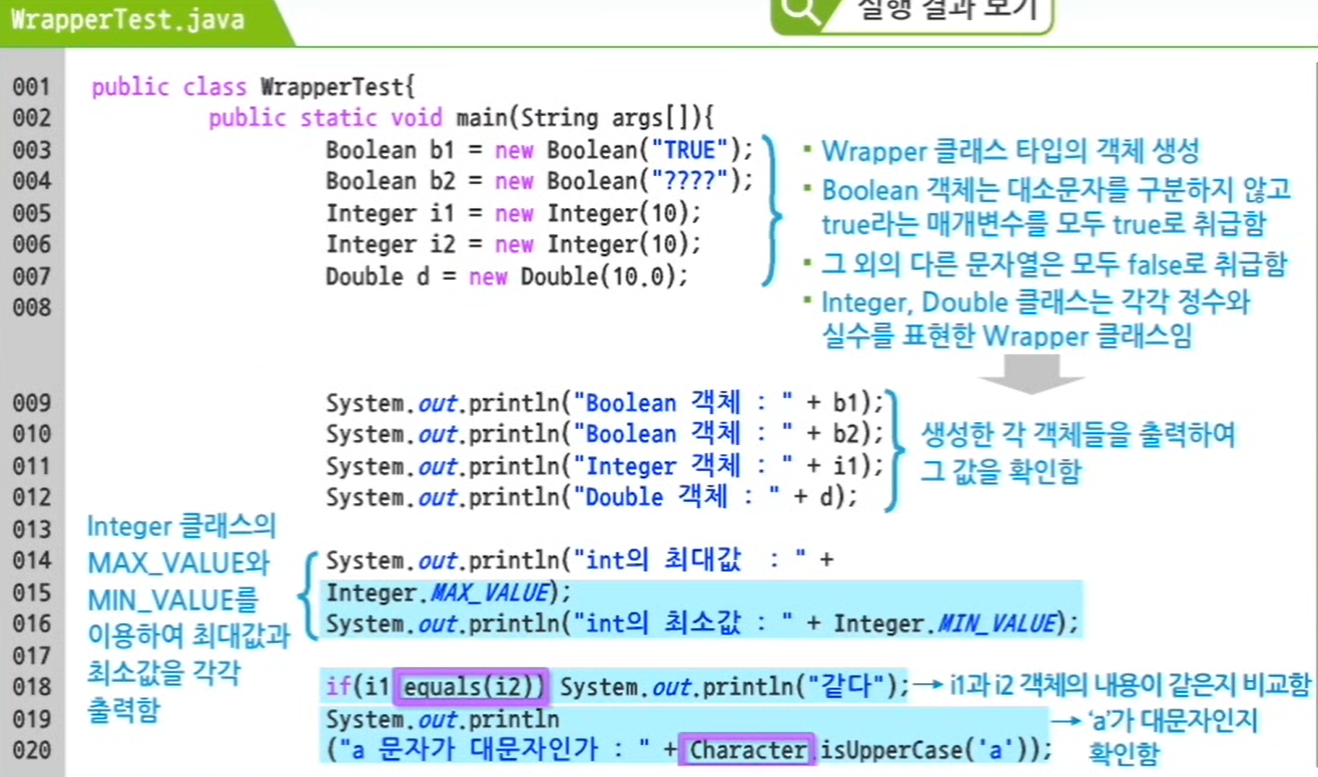 WrapperTest.java
실행 결과 보기
001 public class WrapperTest{
002 public static void main(String args[]){
003 Boolean b1 = new Boolean("TRUE");
004 Boolean b2 = new Boolean("????");
005 Integer i1 = new Integer(10);
006 Integer i2 = new Integer(10);
007 Double d = new Double(10.0);
008
▪ Wrapper 클래스 타입의 객체 생성
▪ Boolean 객체는 대소문자를 구분하지 않고
true라는 매개변수를 모두 true로 취급함
▪ 그 외의 다른 문자열은 모두 false로 취급함
▪ Integer, Double 클래스는 각각 정수와
실수를 표현한 Wrapper 클래스임
009 System.out.println("Boolean 객체 : " + b1);
010 System.out.println("Boolean 객체 : " + b2);
011 System.out.println("Integer 객체 : " + i1);
012 System.out.println("Double 객체 : " + d);
생성한 각 객체들을 출력하여
그 값을 확인함
013
014 System.out.println("int의 최대값 : " +
015 Integer.MAX_VALUE);
016 System.out.println("int의 최소값 : " + Integer.MIN_VALUE);
017
Integer 클래스의
MAX_VALUE와
MIN_VALUE를
이용하여 최대값과
최소값을 각각
출력함
018 if(i1 equals(i2)) System.out.println("같다");→ i1과 i2 객체의 내용이 같은지 비교함
019 System.out.println
020 ("a 문자가 대문자인가 : " + Character.isUpperCase('a'));
→ 'a'가 대문자인지
확인함